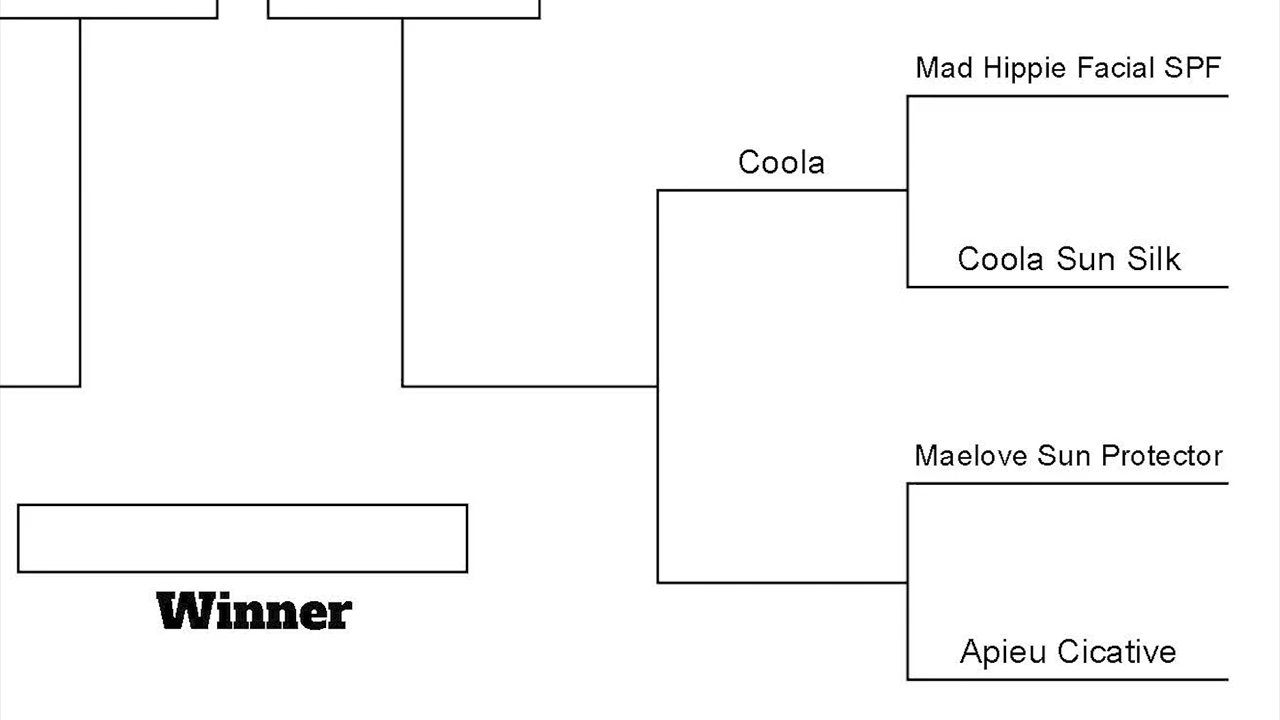 Mad Hippie Facial SPF
Coola
Coola Sun Silk
Maelove Sun Protector
Winner
Apieu Cicative